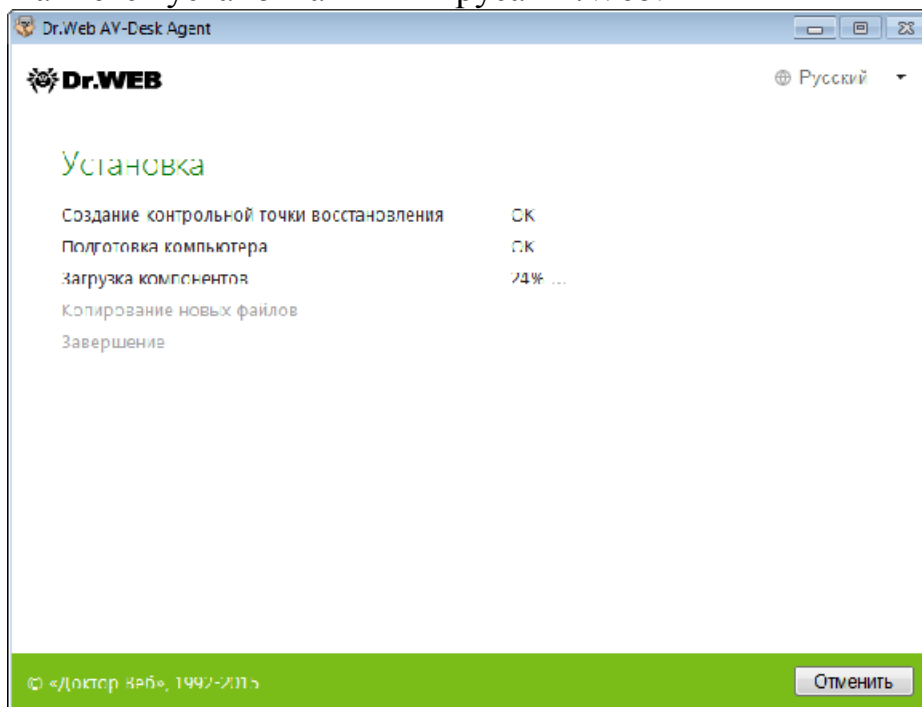 Dr.Web AV-Desk Agent
Dr.WEB
Русский
Установка
Создание контрольной точки восстановления OK
Подготовка компьютера OK
Загрузка компонентов 24% ...
Копирование новых файлов
Завершение
© «Доктор Веб», 1992-2015
Отменить